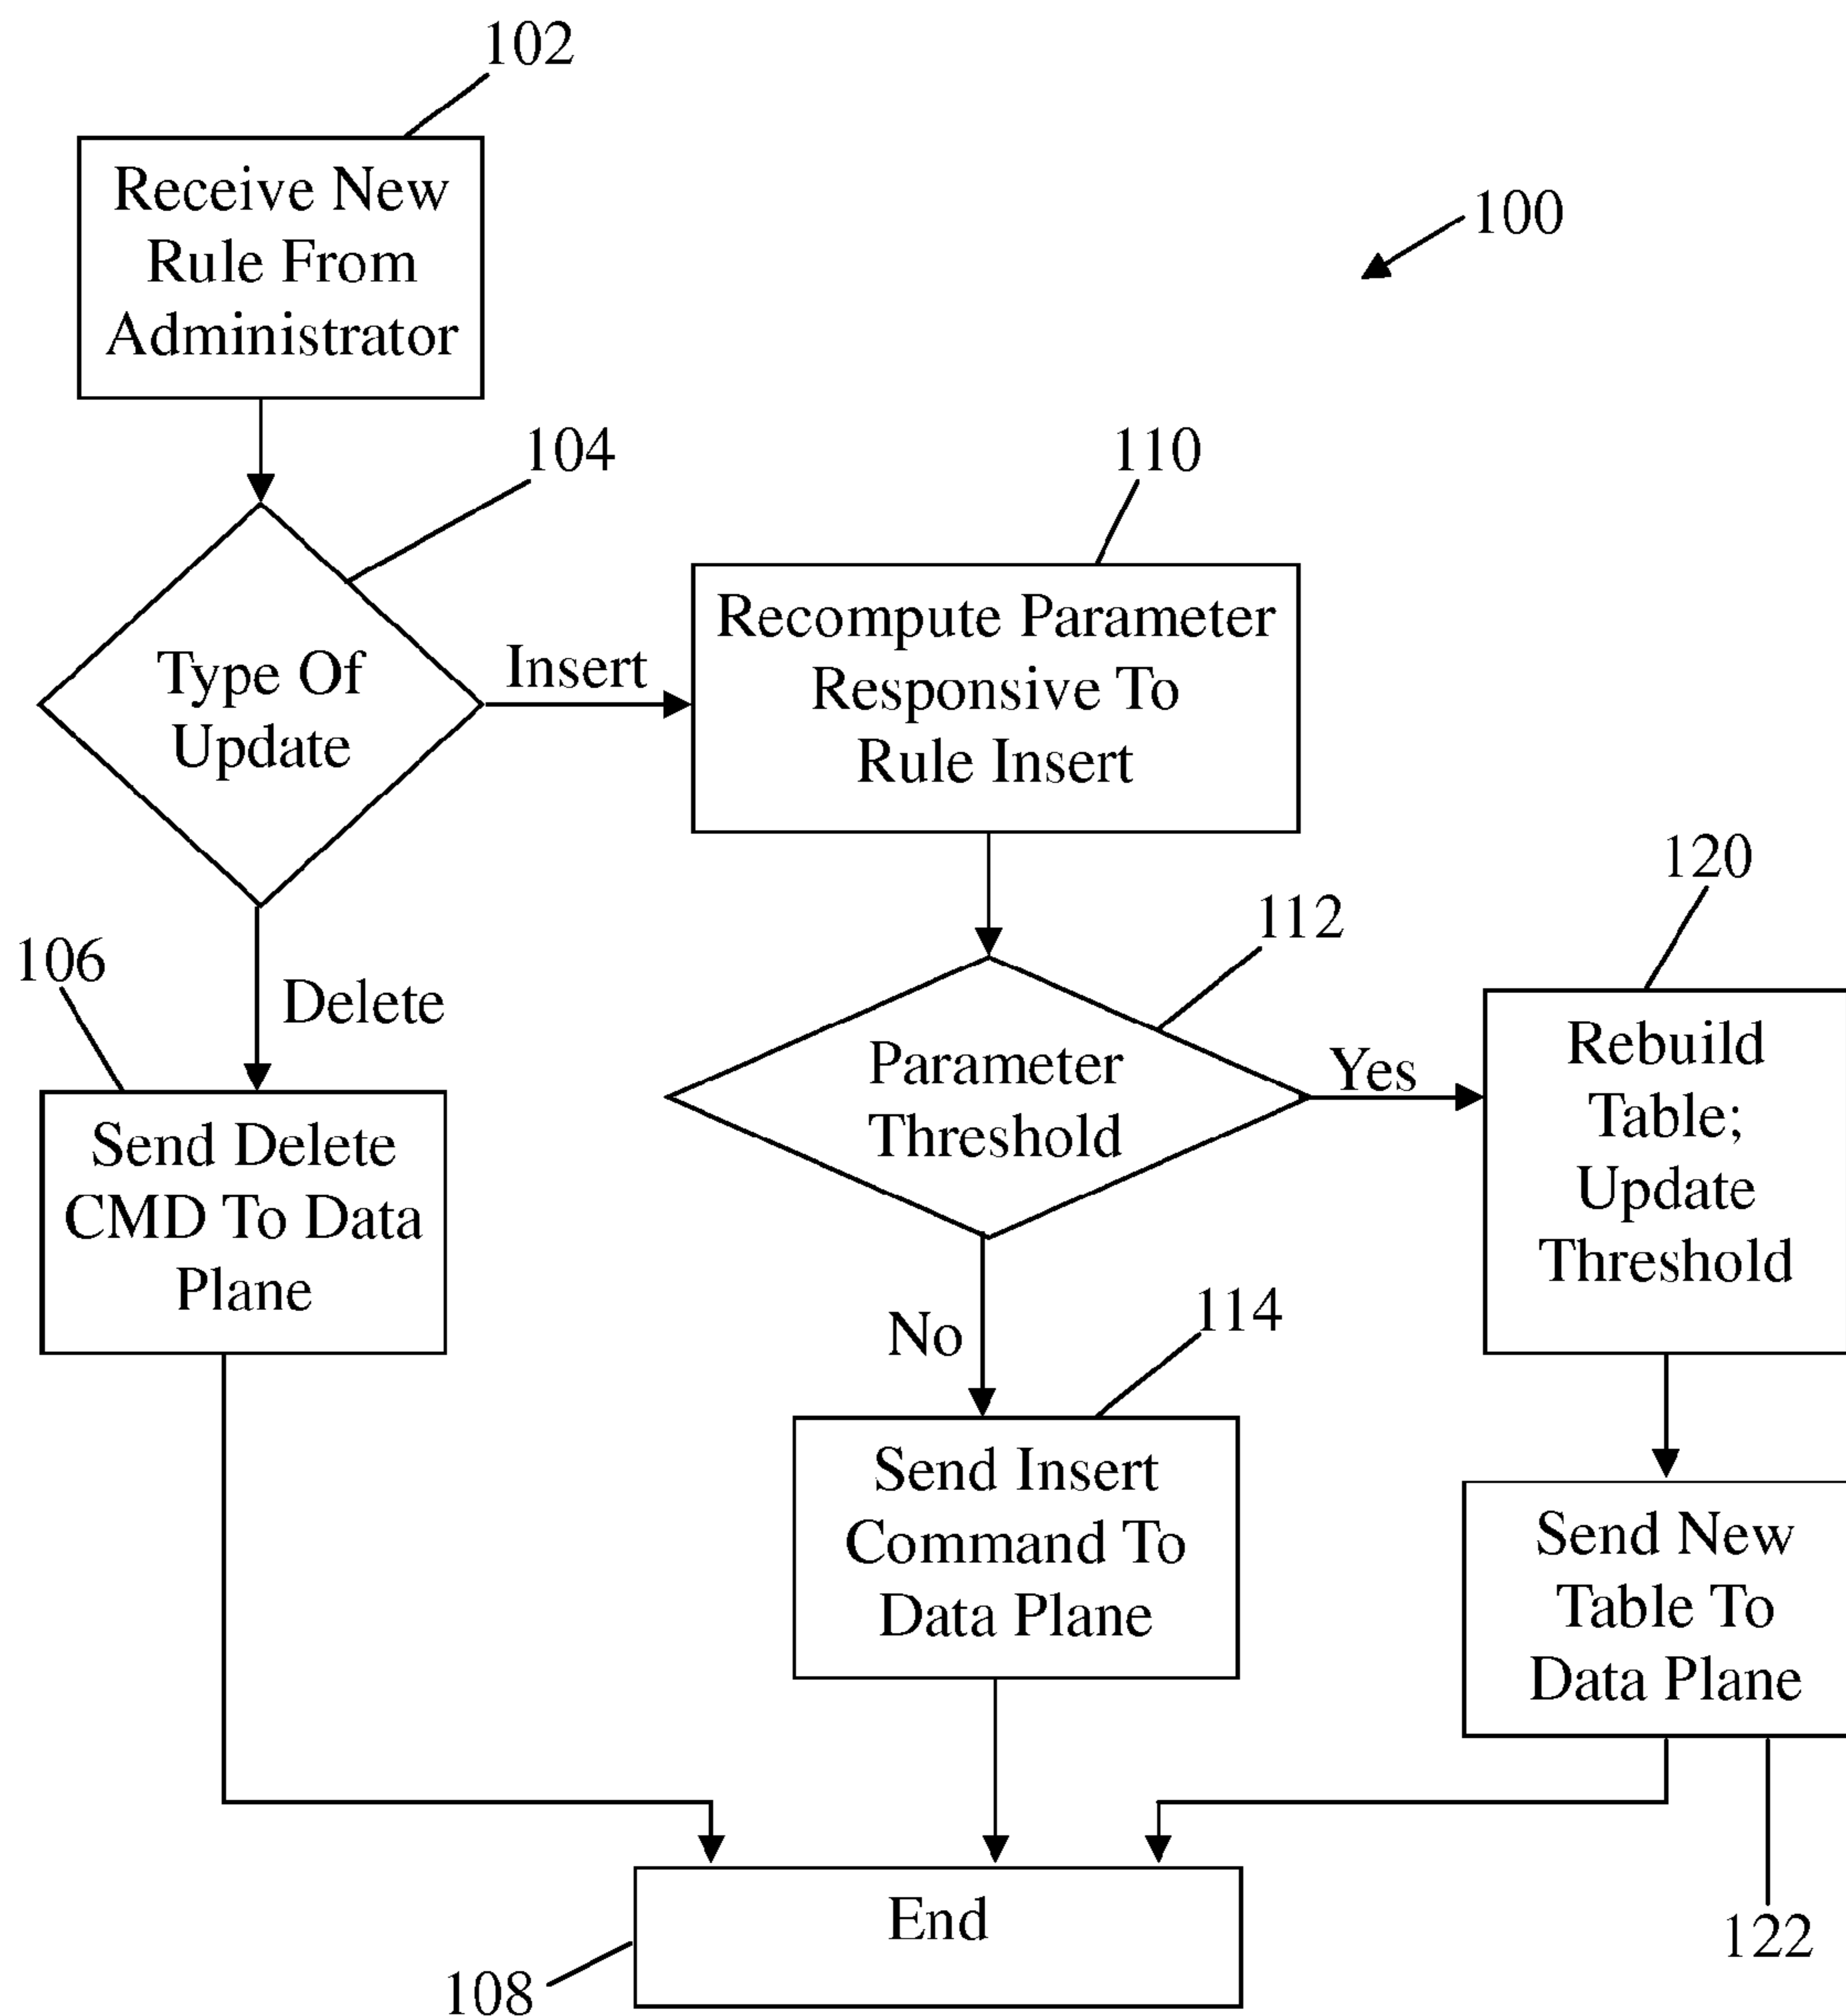 102
Receive New
Rule From
Administrator
100
104
Type Of
Update
Insert
110
Recompute Parameter
Responsive To
Rule Insert
106
Delete
Send Delete
CMD To Data
Plane
112
Parameter
Threshold
Yes
120
Rebuild
Table;
Update
Threshold
No
114
Send Insert
Command To
Data Plane
Send New
Table To
Data Plane
122
End
108